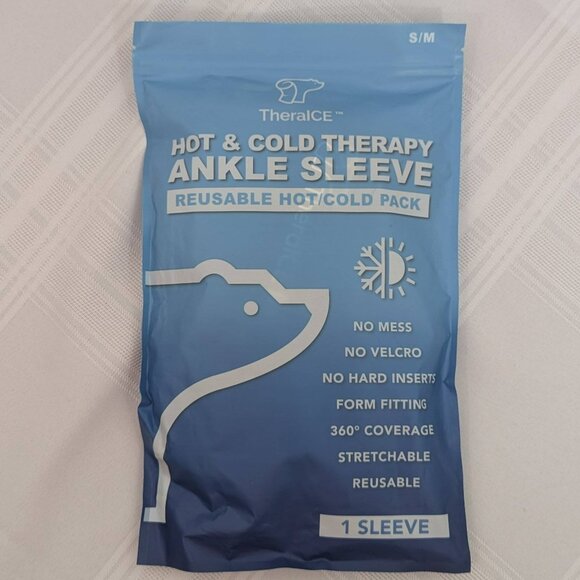 S/M
TheraICE™
HOT & COLD THERAPY
ANKLE SLEEVE
REUSABLE HOT/COLD PACK
NO MESS
NO VELCRO
NO HARD INSERTS
FORM FITTING
360° COVERAGE
STRETCHABLE
REUSABLE
1 SLEEVE